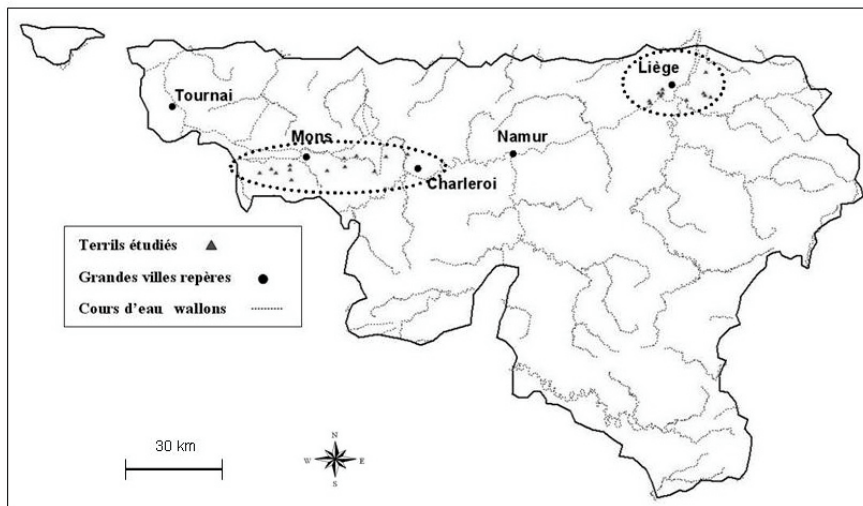 Liège
Tournai
Mons
Namur
Charleroi
Terrils étudiés
Grandes villes repères
Cours d'eau wallons
30 km
N
W E
S